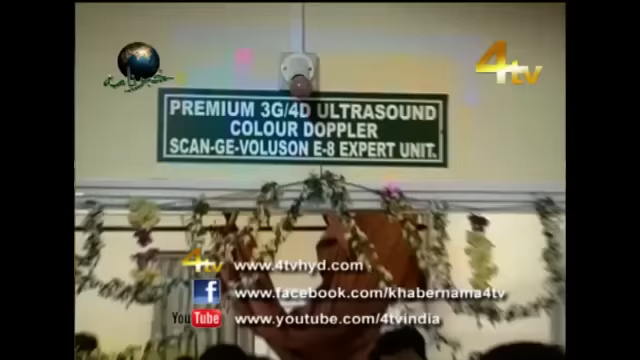 خبرنامہ
4tv
PREMIUM 3G/4D ULTRASOUND
COLOUR DOPPLER
SCAN-GE-VOLUSON E-8 EXPERT UNIT.
4tv
www.4tvhyd.com
f
www.facebook.com/khabernama4tv
YouTube
www.youtube.com/4tvindia